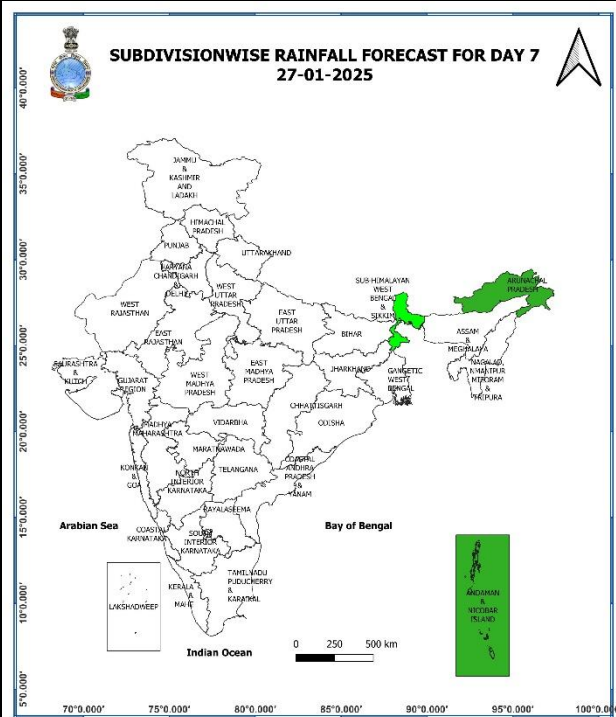 SUBDIVISIONWISE RAINFALL FORECAST FOR DAY 7
27-01-2025
40°0.000'
35°0.000'
30°0.000'
25°0.000'
20°0.000'
15°0.000'
10°0.000'
5°0.000'
JAMMU
&
KASHMIR
AND
LADAKH
HIMACHAL
PRADESH
PUNJAB
UTTARAKHAND
HARYANA
CHANDIGARH
&
DELHI
WEST
UTTAR
PRADESH
WEST
RAJASTHAN
EAST
RAJASTHAN
EAST
UTTAR
PRADESH
SUB-HIMALAYAN
WEST
BENGAL
&
SIKKIM
ARUNACHAL
PRADESH
BIHAR
ASSAM
&
MEGHALAYA
NAGALAD,
MANIPUR
MIZORAM
&
TRIPURA
SAURASHTRA
&
KUTCH
GUJARAT
REGION
WEST
MADHYA
PRADESH
EAST
MADHYA
PRADESH
JHARKHAND
GANGETIC
WEST
BENGAL
CHHATTISGARH
ODISHA
MADHYA
MAHARASHTRA
VIDARBHA
MARATHAWADA
TELANGANA
KONKAN
&
GOA
NORTH
INTERIOR
KARNATAKA
COASTAL
ANDHRA
PRADESH
&
YANAM
RAYALASEEMA
Arabian Sea
Bay of Bengal
COASTAL
KARNATAKA
SOUTH
INTERIOR
KARNATAKA
TAMILNADU
PUDUCHERRY
&
KARAIKAL
KERALA
&
MAHE
LAKSHADWEEP
ANDAMAN
&
NICOBAR
ISLAND
Indian Ocean
0 250 500 km
70°0.000' 75°0.000' 80°0.000' 85°0.000' 90°0.000' 95°0.000' 100°0.00